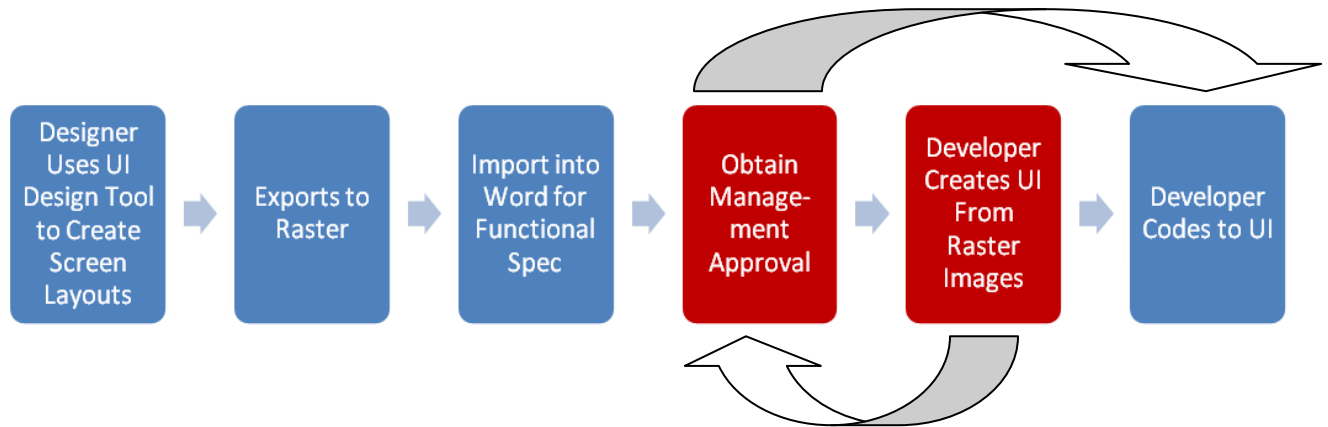 Designer
Uses UI
Design Tool
to Create
Screen
Layouts
Exports to
Raster
Import into
Word for
Functional
Spec
Obtain
Manage-
ment
Approval
Developer
Creates UI
From
Raster
Images
Developer
Codes to UI